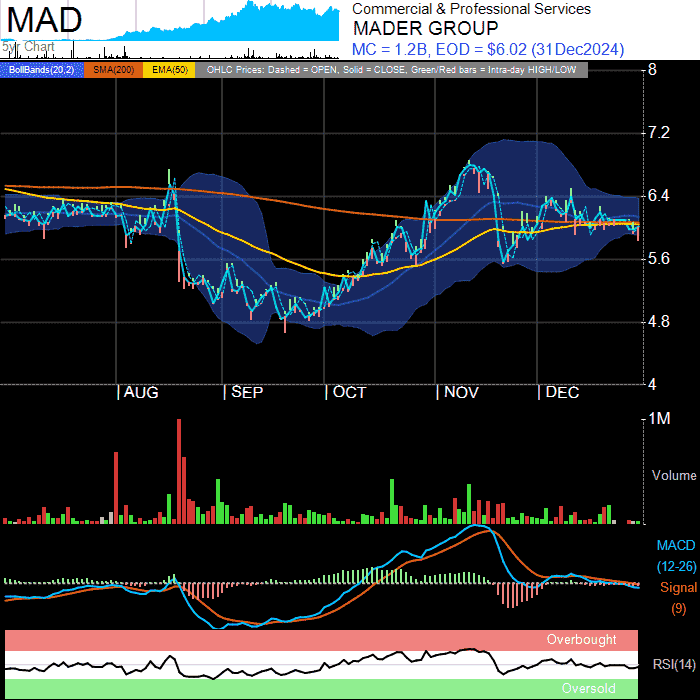 MAD
5yr Chart
Commercial & Professional Services
MADER GROUP
MC = 1.2B, EOD = $6.02 (31Dec2024)
BollBands(20,2) SMA(200) EMA(50) OHLC Prices: Dashed = OPEN, Solid = CLOSE, Green/Red bars = Intra-day HIGH/LOW
8
7.2
6.4
5.6
4.8
4
AUG SEP OCT NOV DEC
1M
Volume
MACD
(12-26)
Signal
(9)
Overbought
RSI(14)
Oversold